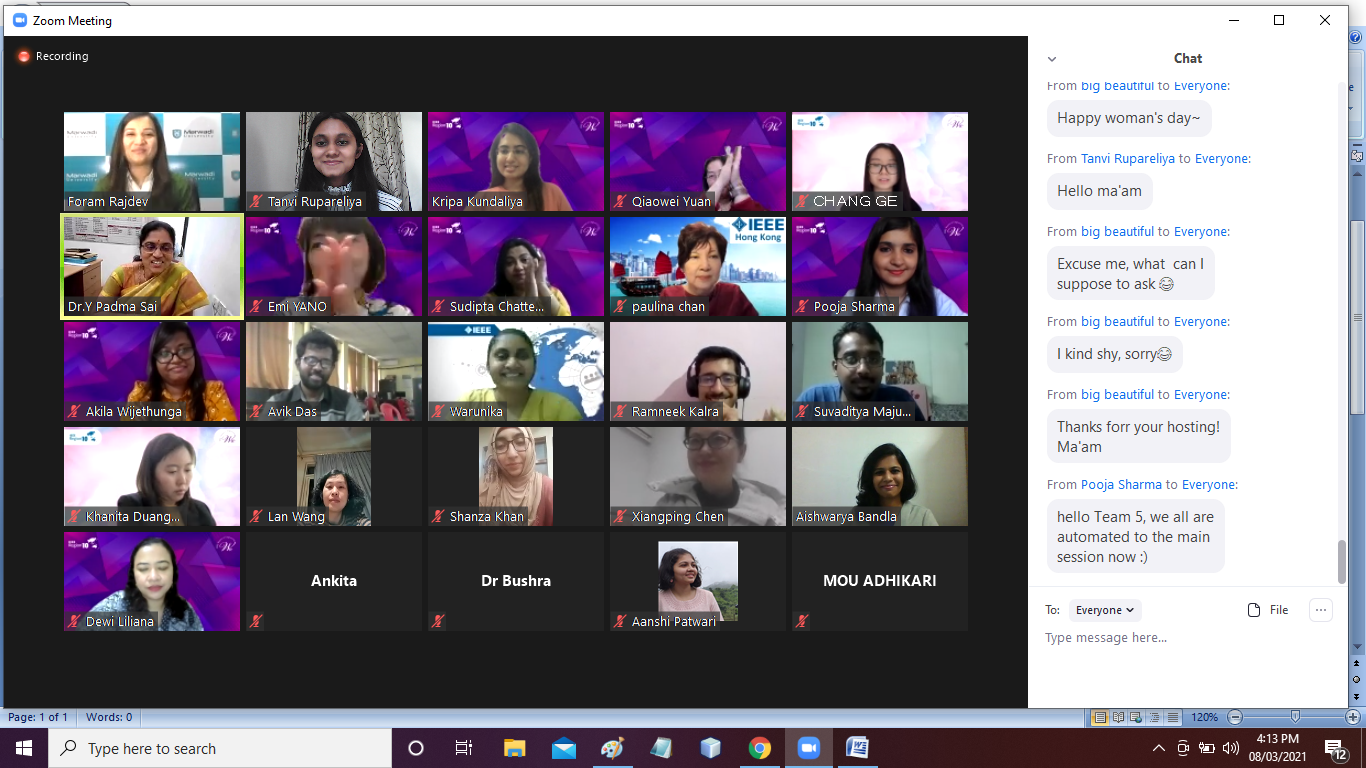 Zoom Meeting
Recording
Marwadi
Foram Rajdev
Tanvi Rupareliya
Kripa Kundaliya
Qiaowei Yuan
CHANG GE
Dr.Y Padma Sai
Emi YANO
Sudipta Chatte...
IEEE
Hong Kong
paulina chan
Pooja Sharma
Akila Wijethunga
Avik Das
IEEE
Warunika
Ramneek Kalra
Suvaditya Maju...
Khanita Duang...
Lan Wang
Shanza Khan
Xiangping Chen
Aishwarya Bandla
Dewi Liliana
Ankita
Dr Bushra
Aanshi Patwari
MOU ADHIKARI
Chat
From big beautiful to Everyone:
Happy woman's day~
From Tanvi Rupareliya to Everyone:
Hello ma'am
From big beautiful to Everyone:
Excuse me, what can I
suppose to ask 😂
From big beautiful to Everyone:
I kind shy, sorry😂
From big beautiful to Everyone:
Thanks forr your hosting!
Ma'am
From Pooja Sharma to Everyone:
hello Team 5, we all are
automated to the main
session now :)
To: Everyone
File
Type message here...
Page: 1 of 1
Words: 0
120%
Type here to search
4:13 PM
08/03/2021
12